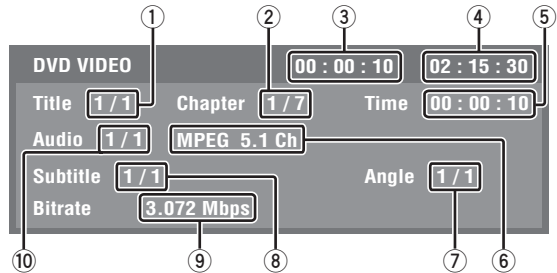 ① ② ③ ④ ⑤
DVD VIDEO 00 : 00 : 10 02 : 15 : 30
Title 1 / 1 Chapter 1 / 7 Time 00 : 00 : 10
Audio 1 / 1 MPEG 5.1 Ch
Subtitle 1 / 1 Angle 1 / 1
Bitrate 3.072 Mbps
⑩ ⑨ ⑧ ⑦ ⑥